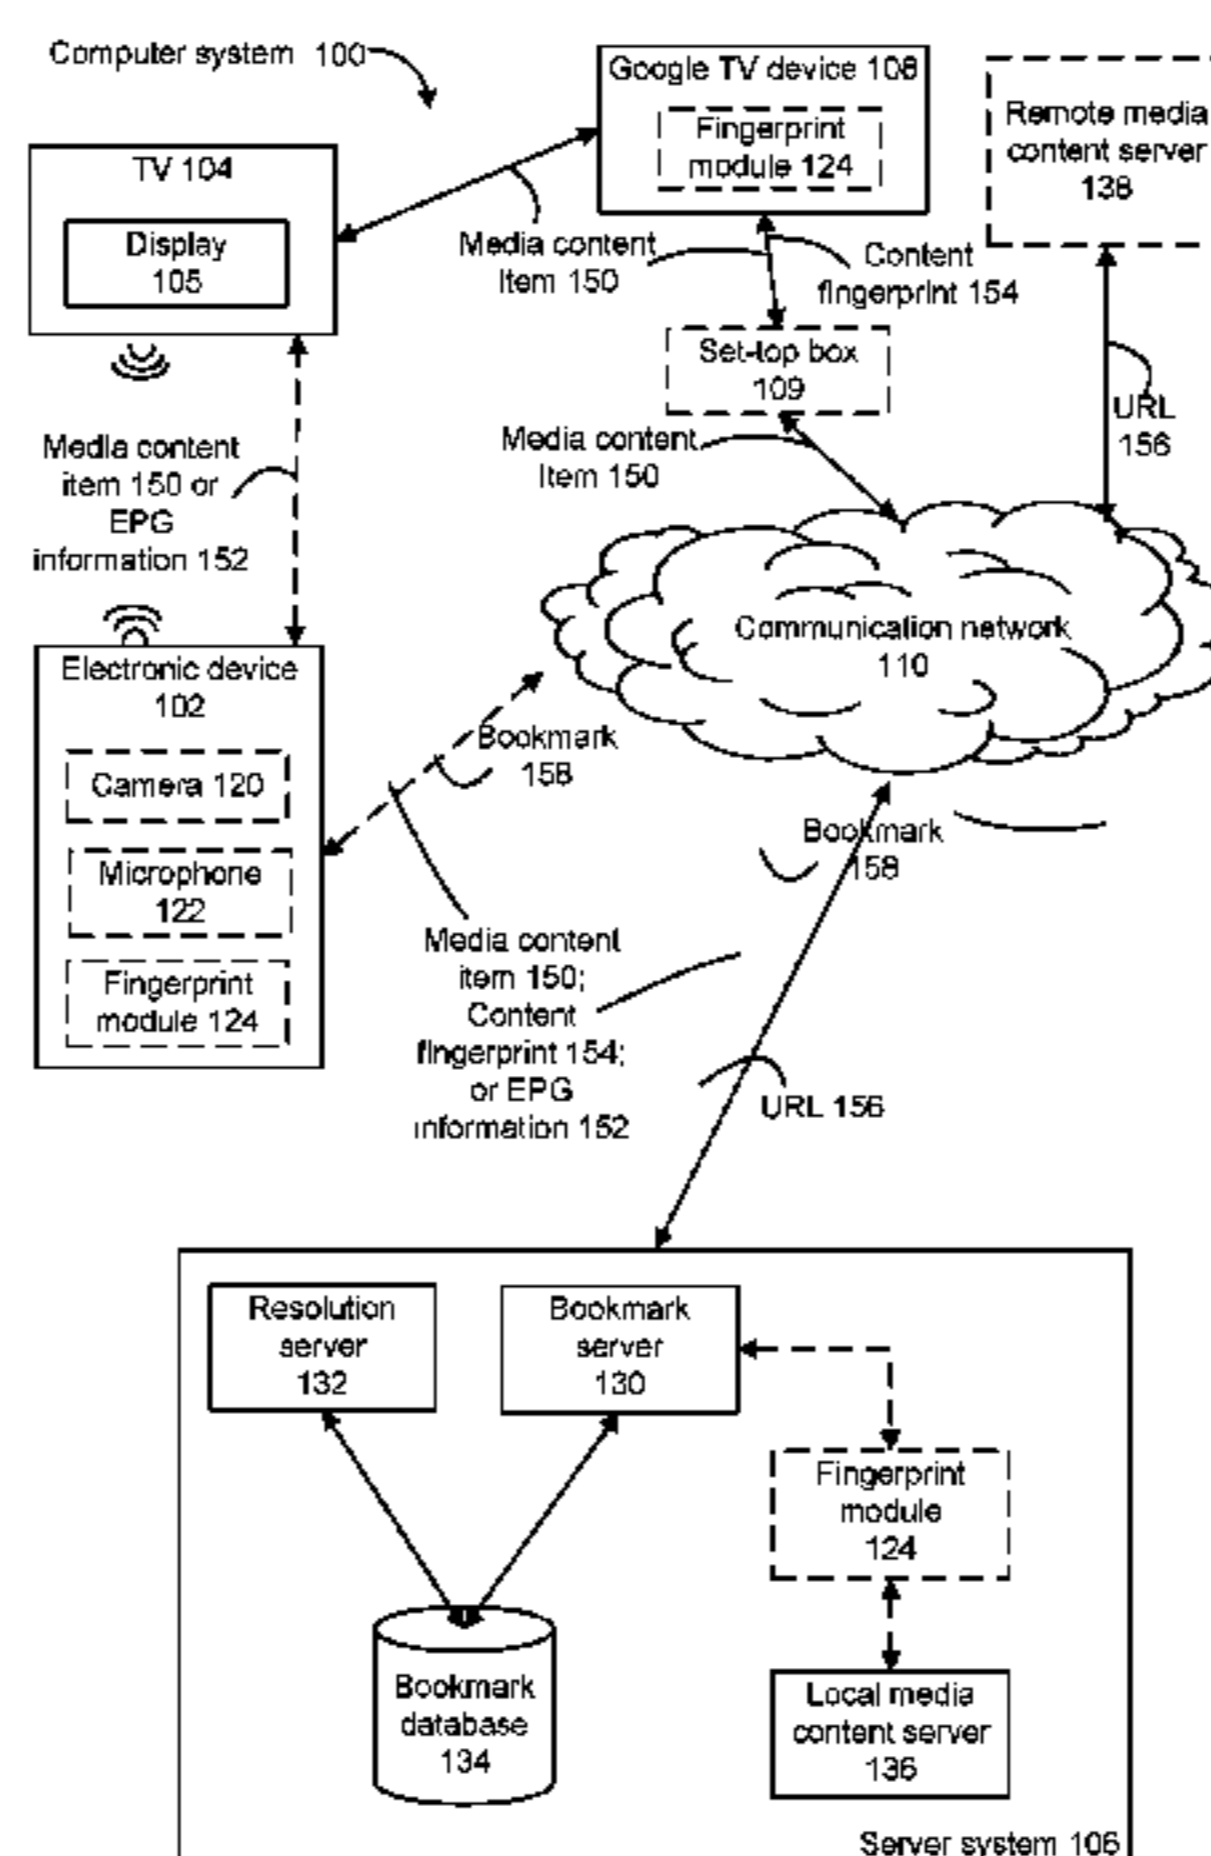 Computer system 100
Google TV device 108
Fingerprint
module 124
Remote media
content server
138
TV 104
Display
105
Media content
item 150
Content
fingerprint 154
Set-top box
109
URL
156
Media content
item 150
Media content
item 150 or
EPG
information 152
Communication network
110
Electronic device
102
Camera 120
Microphone
122
Fingerprint
module 124
Bookmark
158
Bookmark
158
Media content
item 150;
Content
fingerprint 154;
or EPG
information 152
URL 156
Resolution
server
132
Bookmark
server
130
Fingerprint
module
124
Bookmark
database
134
Local media
content server
136
Server system 106